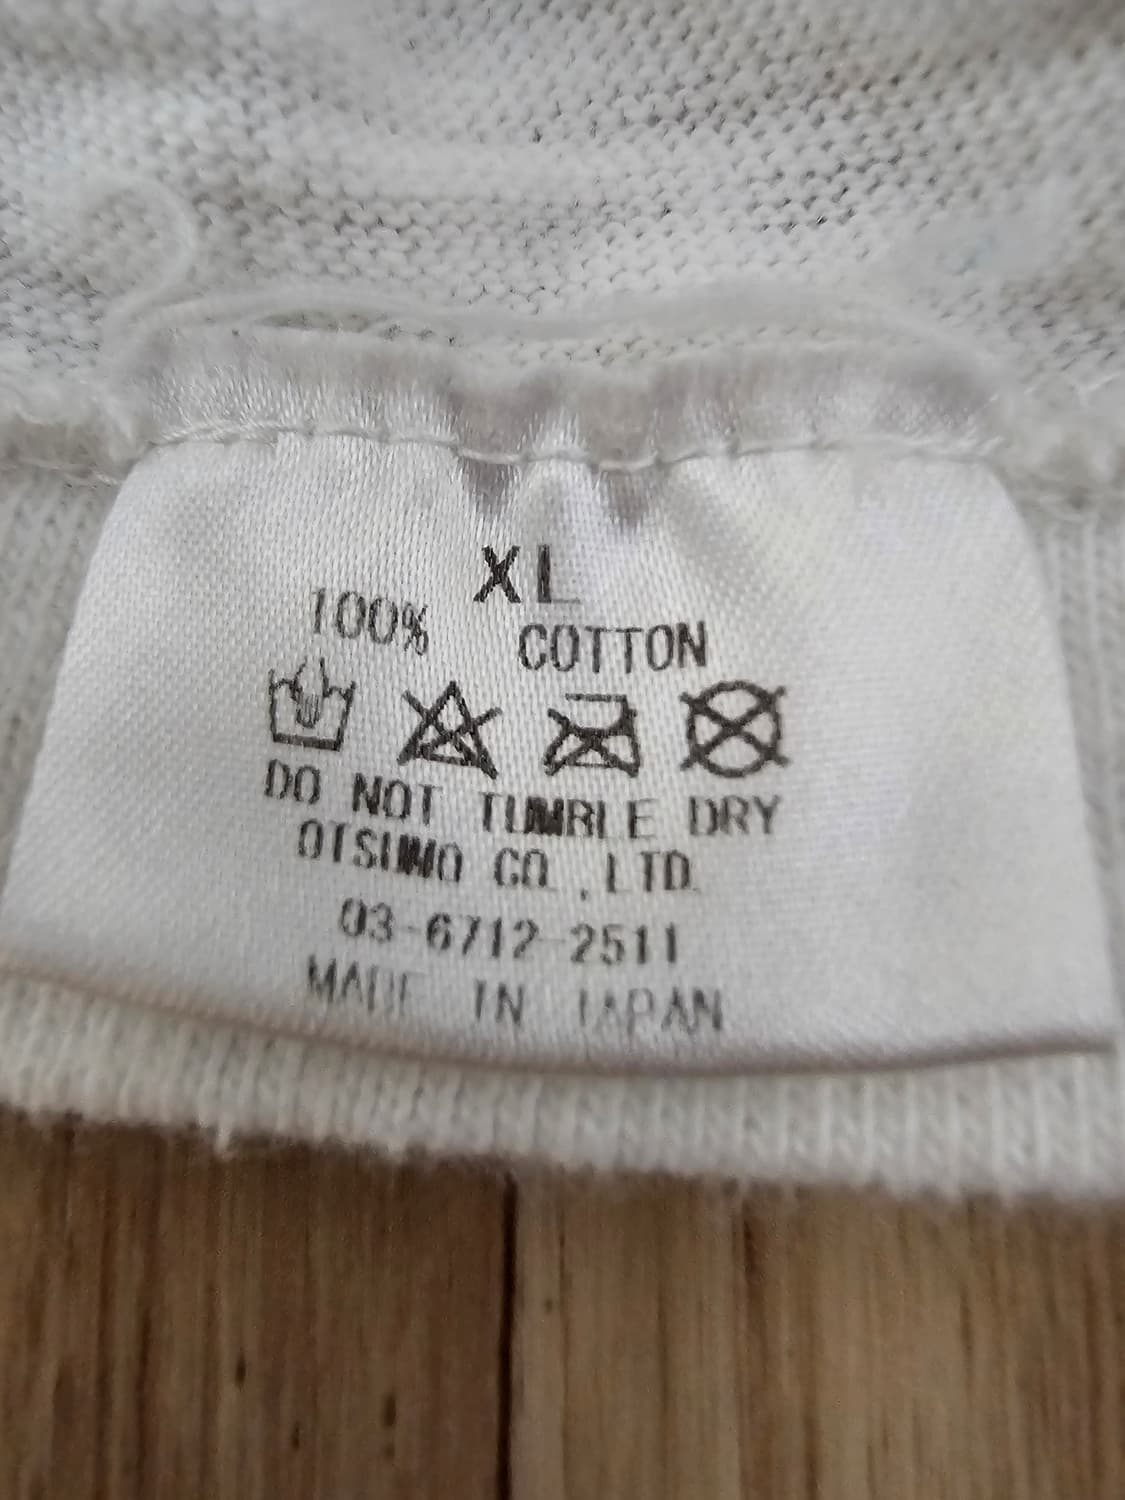 XL
100% COTTON
DO NOT TUMBLE DRY
OTSUMO CO.,LTD.
03-6712-2511
MADE IN JAPAN